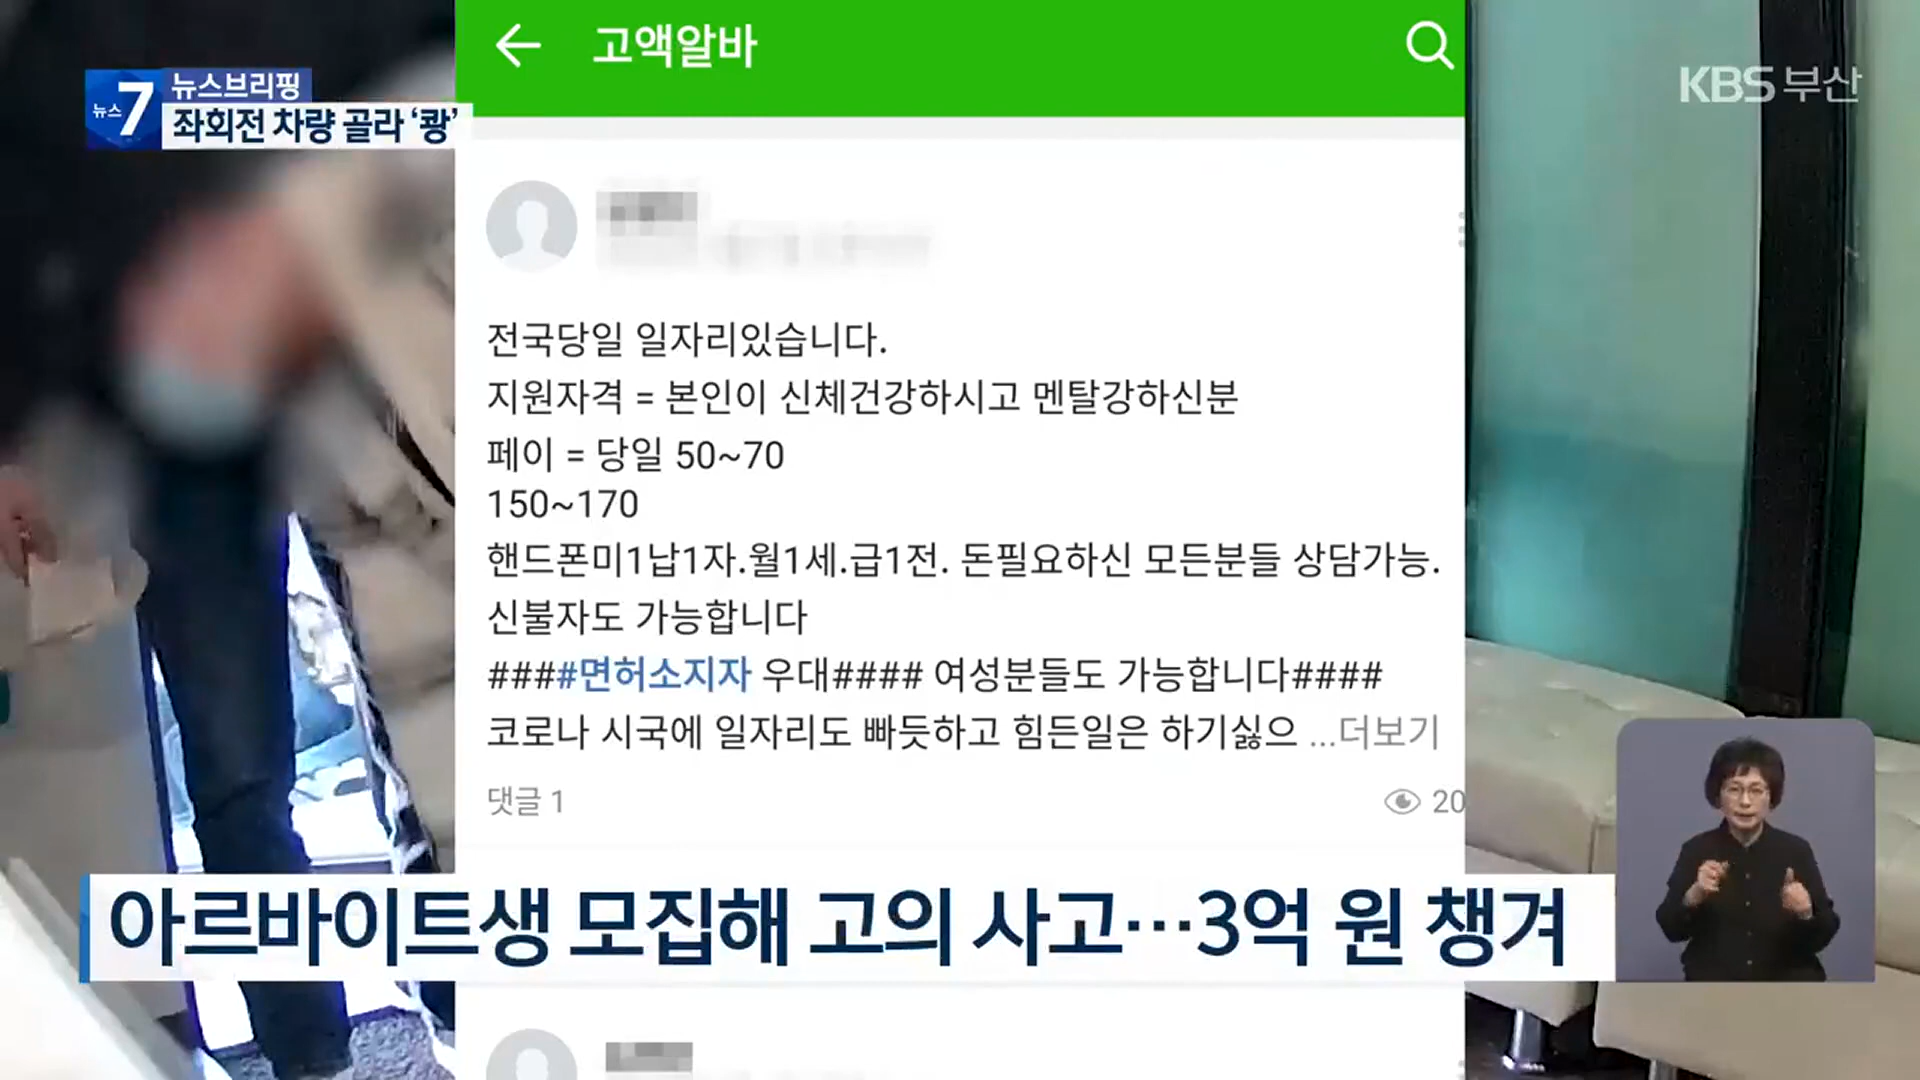 고액알바
KBS 부산
뉴스 7
뉴스브리핑
좌회전 차량 골라 ‘쾅’
전국당일 일자리있습니다.
지원자격 = 본인이 신체건강하시고 멘탈강하신분
페이 = 당일 50~70
150~170
핸드폰미1납1자.월1세.급1전. 돈필요하신 모든분들 상담가능.
신불자도 가능합니다
####면허소지자 우대#### 여성분들도 가능합니다####
코로나 시국에 일자리도 빠듯하고 힘든일은 하기싫으 ...더보기
댓글 1
20
아르바이트생 모집해 고의 사고…3억 원 챙겨